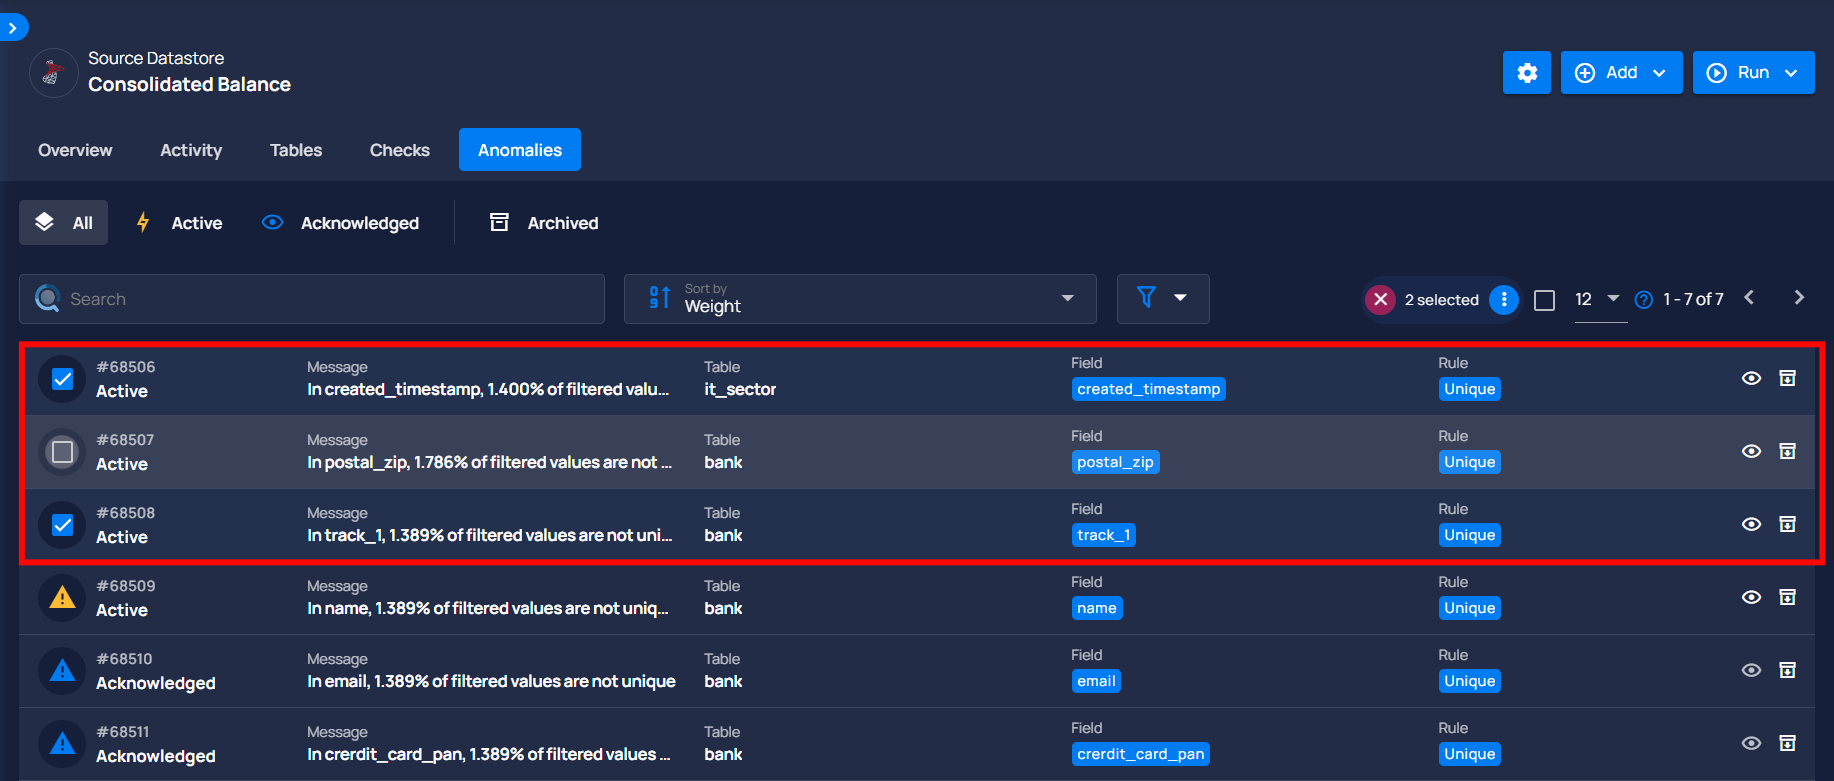 Source Datastore
Consolidated Balance
Add
Run
Overview
Activity
Tables
Checks
Anomalies
All
Active
Acknowledged
Archived
Search
Sort by
Weight
2 selected
12
1 - 7 of 7
#68506
Active
Message
In created_timestamp, 1.400% of filtered valu...
Table
it_sector
Field
created_timestamp
Rule
Unique
#68507
Active
Message
In postal_zip, 1.786% of filtered values are not ...
Table
bank
Field
postal_zip
Rule
Unique
#68508
Active
Message
In track_1, 1.389% of filtered values are not uni...
Table
bank
Field
track_1
Rule
Unique
#68509
Active
Message
In name, 1.389% of filtered values are not uniq...
Table
bank
Field
name
Rule
Unique
#68510
Acknowledged
Message
In email, 1.389% of filtered values are not unique
Table
bank
Field
email
Rule
Unique
#68511
Acknowledged
Message
In crerdit_card_pan, 1.389% of filtered values ...
Table
bank
Field
crerdit_card_pan
Rule
Unique